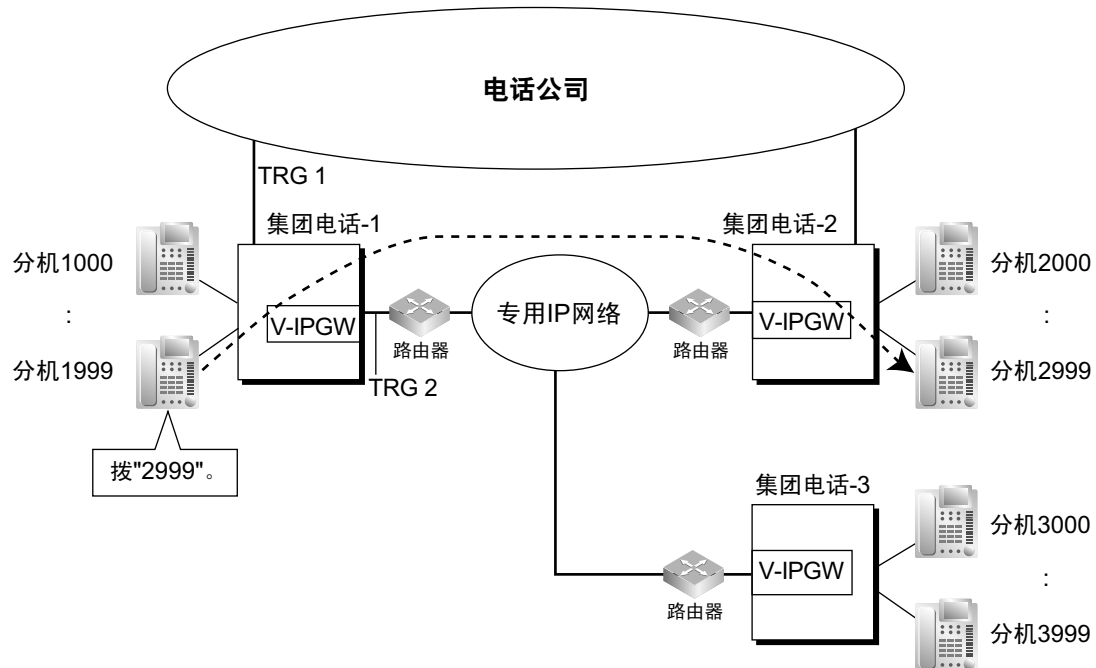 电话公司
TRG 1
集团电话-1
集团电话-2
分机1000
:
分机1999
V-IPGW
TRG 2
路由器
专用IP网络
路由器
V-IPGW
分机2000
:
分机2999
拨"2999"。
集团电话-3
V-IPGW
路由器
分机3000
:
分机3999